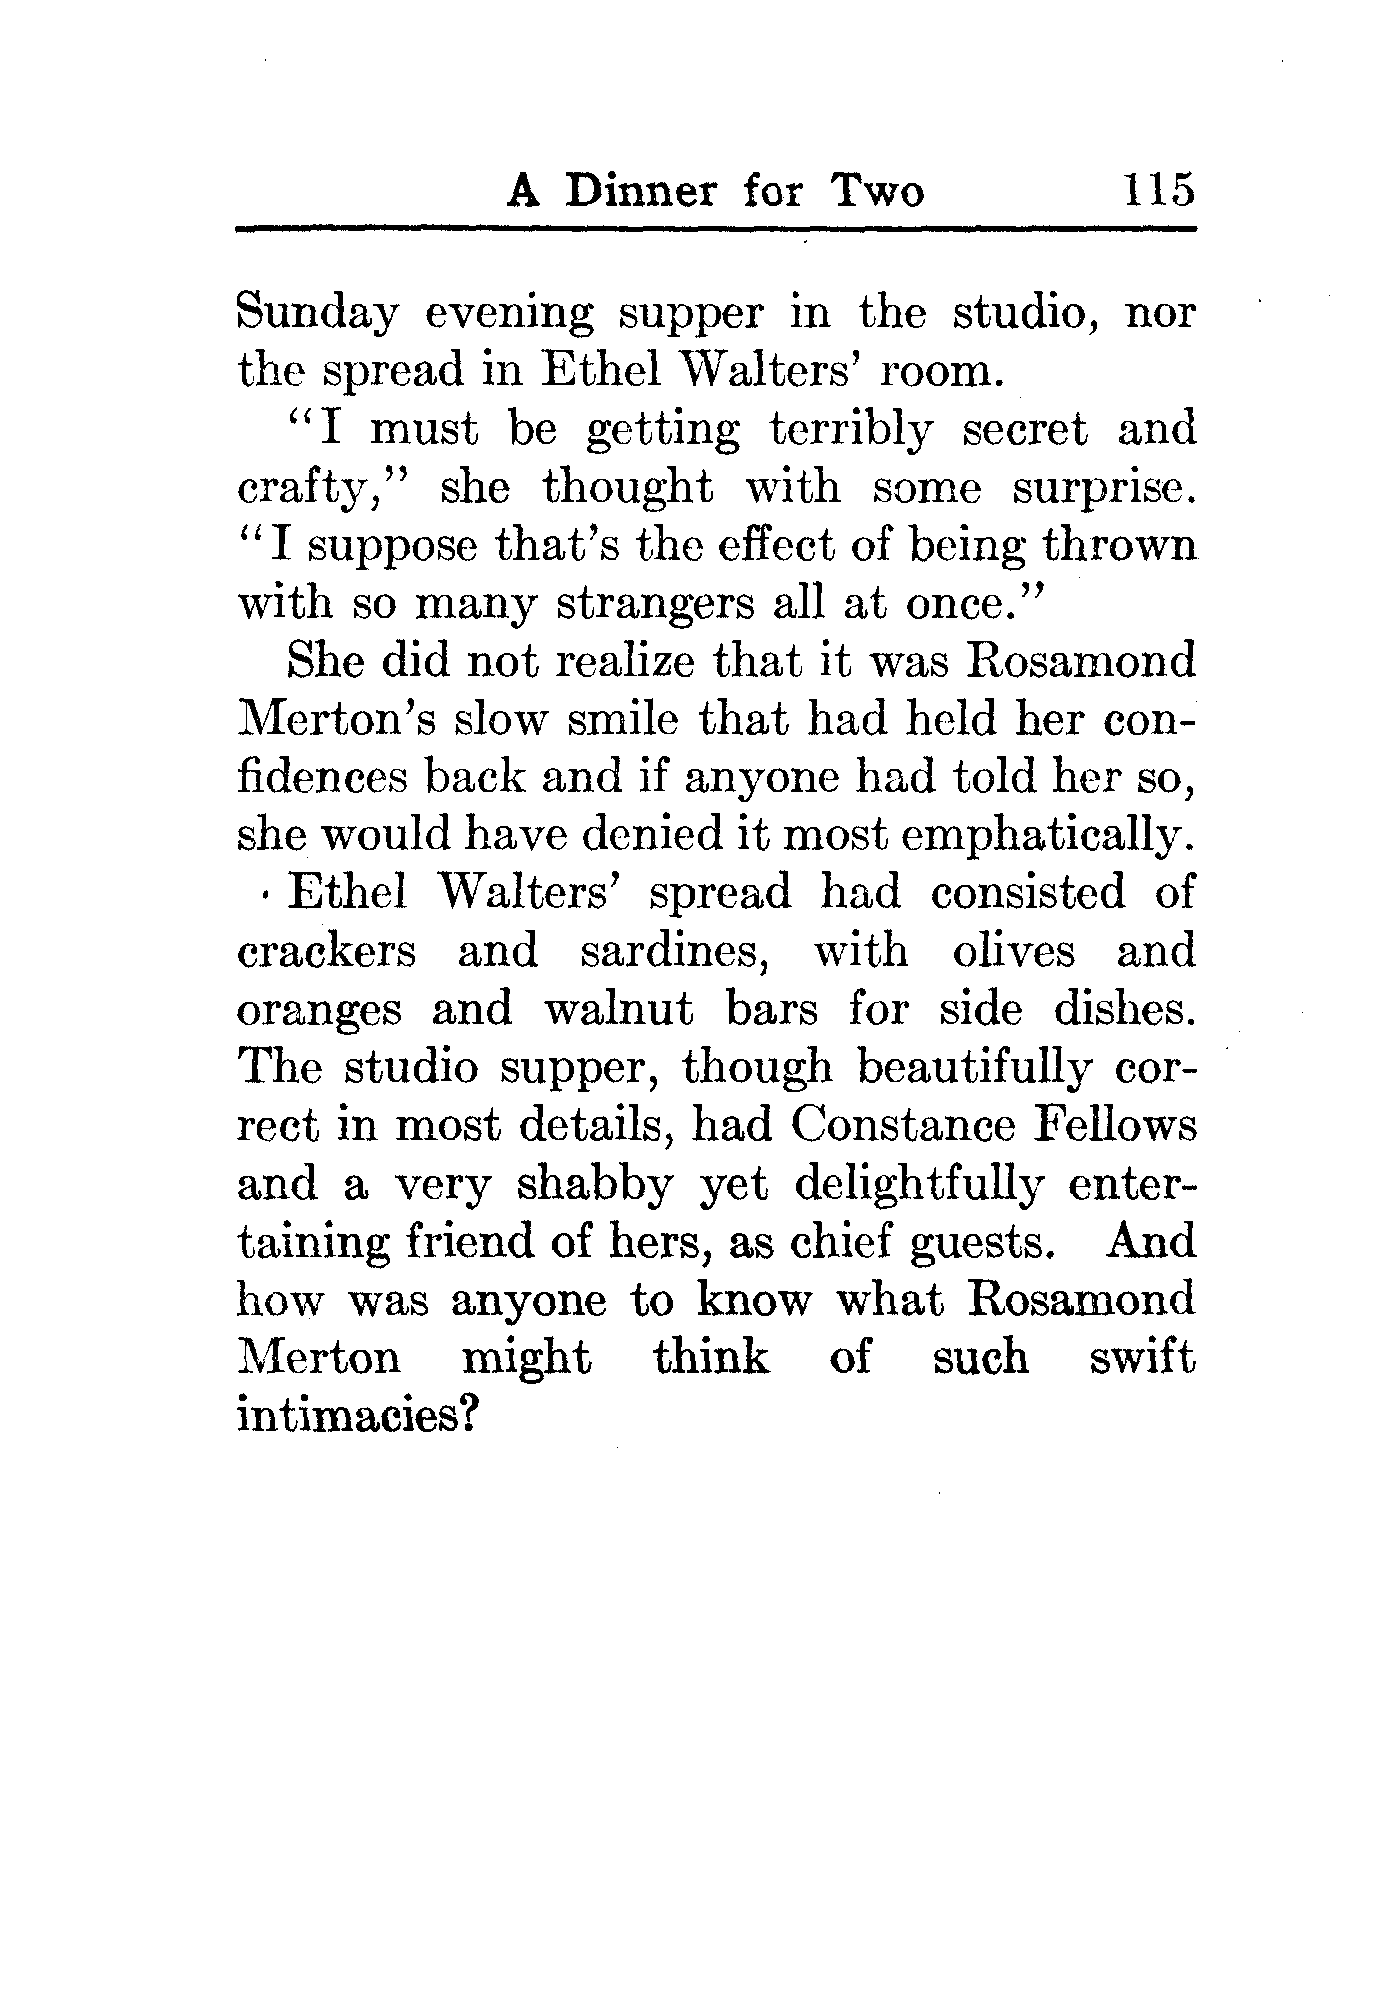 A Dinner for Two 115
Sunday evening supper in the studio, nor
the spread in Ethel Walters’ room.
“I must be getting terribly secret and
crafty,” she thought with some surprise.
“I suppose that’s the effect of being thrown
with so many strangers all at once.”
She did not realize that it was Rosamond
Merton’s slow smile that had held her con-
fidences back and if anyone had told her so,
she would have denied it most emphatically.
Ethel Walters’ spread had consisted of
crackers and sardines, with olives and
oranges and walnut bars for side dishes.
The studio supper, though beautifully cor-
rect in most details, had Constance Fellows
and a very shabby yet delightfully enter-
taining friend of hers, as chief guests. And
how was anyone to know what Rosamond
Merton might think of such swift
intimacies?